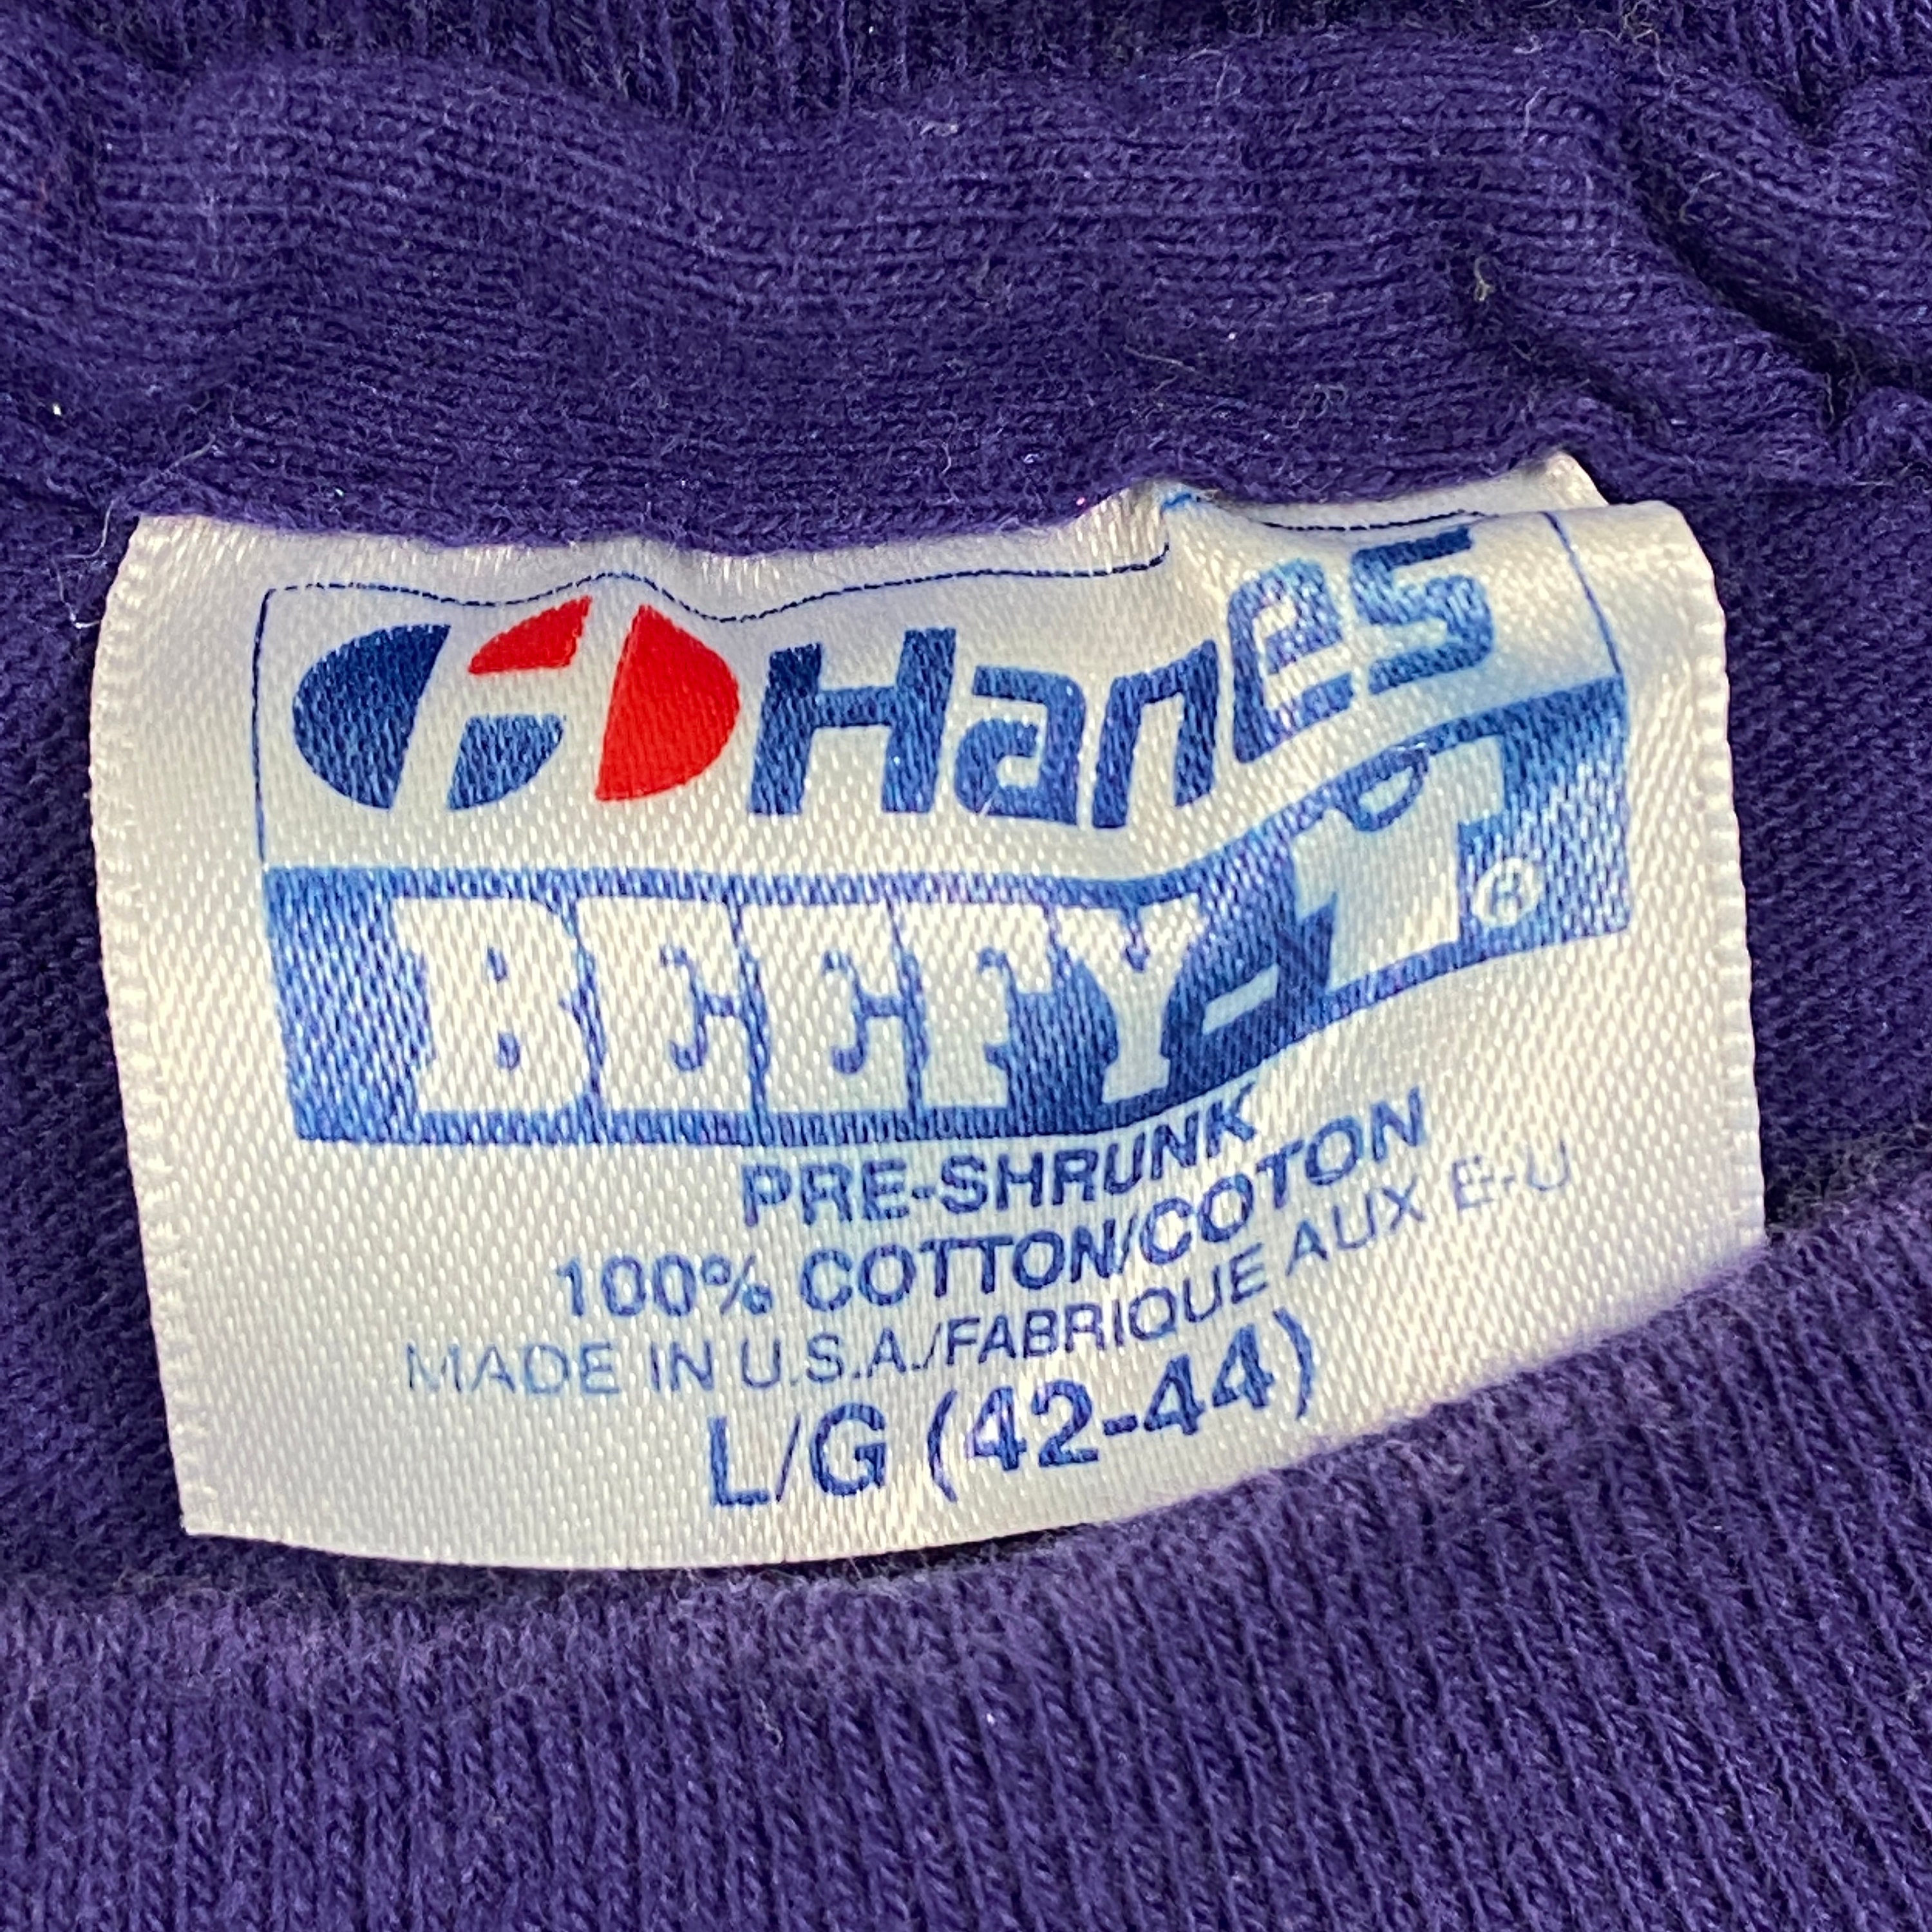 Hanes
BEEFY-T®
PRE-SHRUNK
100% COTTON/COTON
MADE IN U.S.A./FABRIQUE AUX E-U
L/G (42-44)